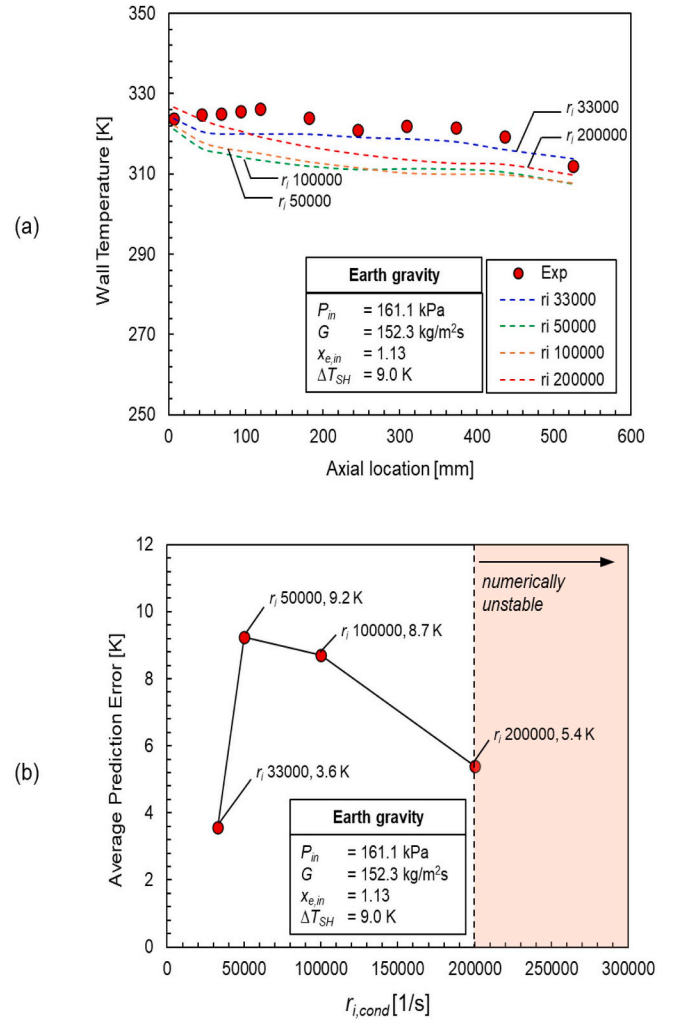 350
330
310
290
270
250
Wall Temperature [K]
(a)
r_i 33000
r_i 200000
r_i 100000
r_i 50000
Earth gravity
P_in = 161.1 kPa
G = 152.3 kg/m²s
x_e,in = 1.13
ΔT_SH = 9.0 K
Exp
ri 33000
ri 50000
ri 100000
ri 200000
0 100 200 300 400 500 600
Axial location [mm]
12
10
8
6
4
2
0
Average Prediction Error [K]
(b)
numerically
unstable
r_i 50000, 9.2 K
r_i 100000, 8.7 K
r_i 200000, 5.4 K
r_i 33000, 3.6 K
Earth gravity
P_in = 161.1 kPa
G = 152.3 kg/m²s
x_e,in = 1.13
ΔT_SH = 9.0 K
0 50000 100000 150000 200000 250000 300000
r_i,cond [1/s]